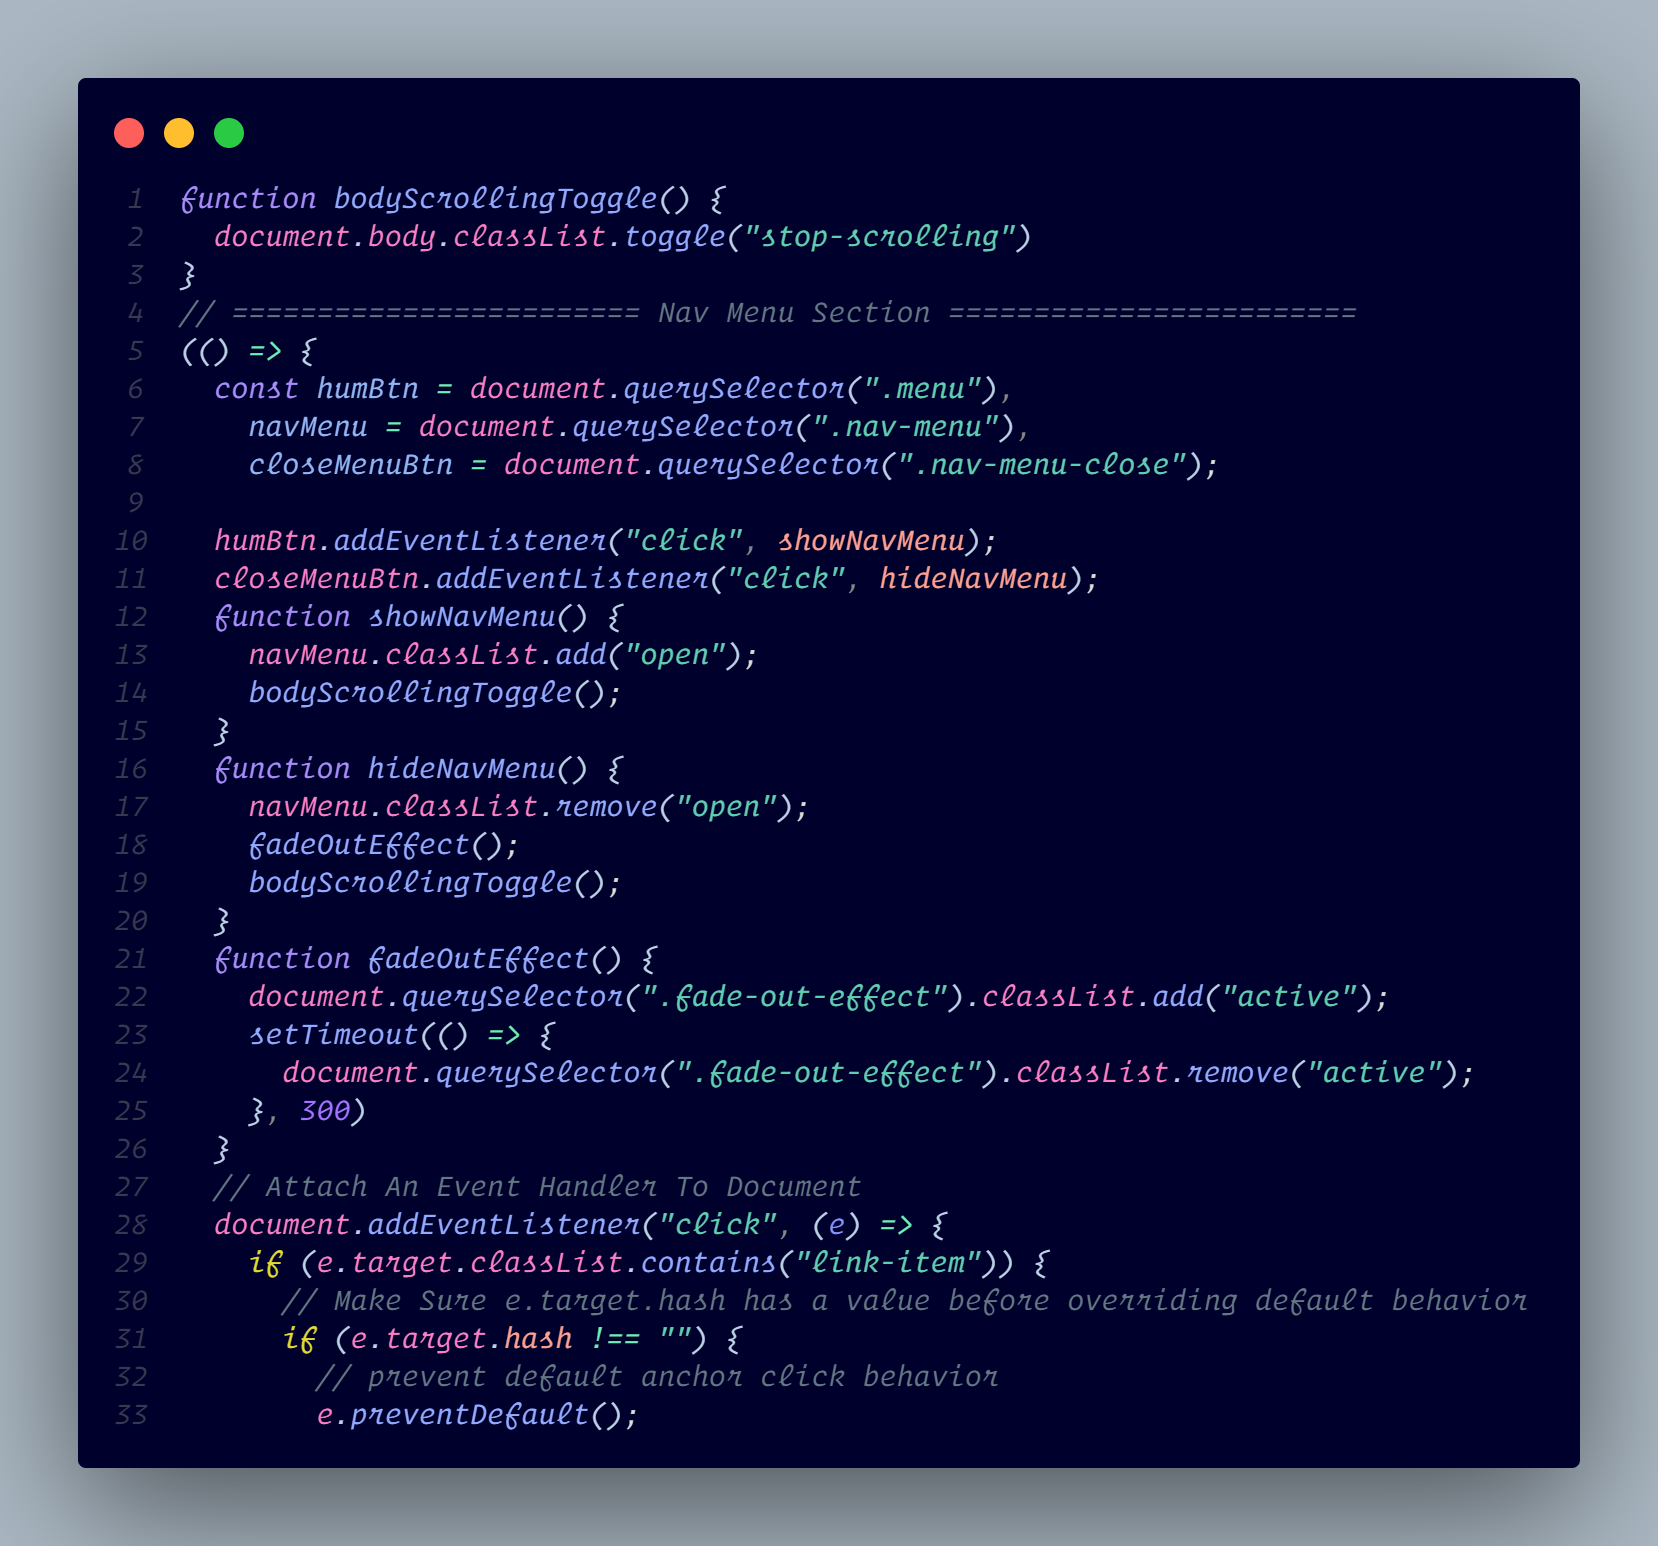 1 function bodyScrollingToggle() {
2   document.body.classList.toggle("stop-scrolling")
3 }
4 // ======================== Nav Menu Section ========================
5 (() => {
6   const humBtn = document.querySelector(".menu"),
7     navMenu = document.querySelector(".nav-menu"),
8     closeMenuBtn = document.querySelector(".nav-menu-close");
9
10   humBtn.addEventListener("click", showNavMenu);
11   closeMenuBtn.addEventListener("click", hideNavMenu);
12   function showNavMenu() {
13     navMenu.classList.add("open");
14     bodyScrollingToggle();
15   }
16   function hideNavMenu() {
17     navMenu.classList.remove("open");
18     fadeOutEffect();
19     bodyScrollingToggle();
20   }
21   function fadeOutEffect() {
22     document.querySelector(".fade-out-effect").classList.add("active");
23     setTimeout(() => {
24       document.querySelector(".fade-out-effect").classList.remove("active");
25     }, 300)
26   }
27   // Attach An Event Handler To Document
28   document.addEventListener("click", (e) => {
29     if (e.target.classList.contains("link-item")) {
30       // Make Sure e.target.hash has a value before overriding default behavior
31       if (e.target.hash !== "") {
32         // prevent default anchor click behavior
33         e.preventDefault();